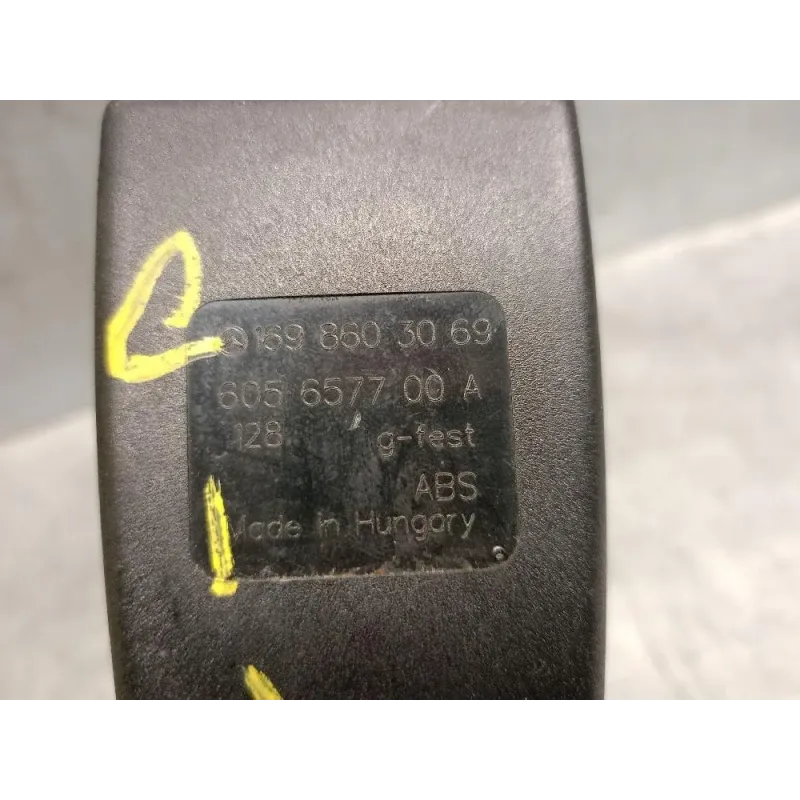 169 860 30 69
605 6577 00 A
128 g-fest
ABS
Made in Hungary